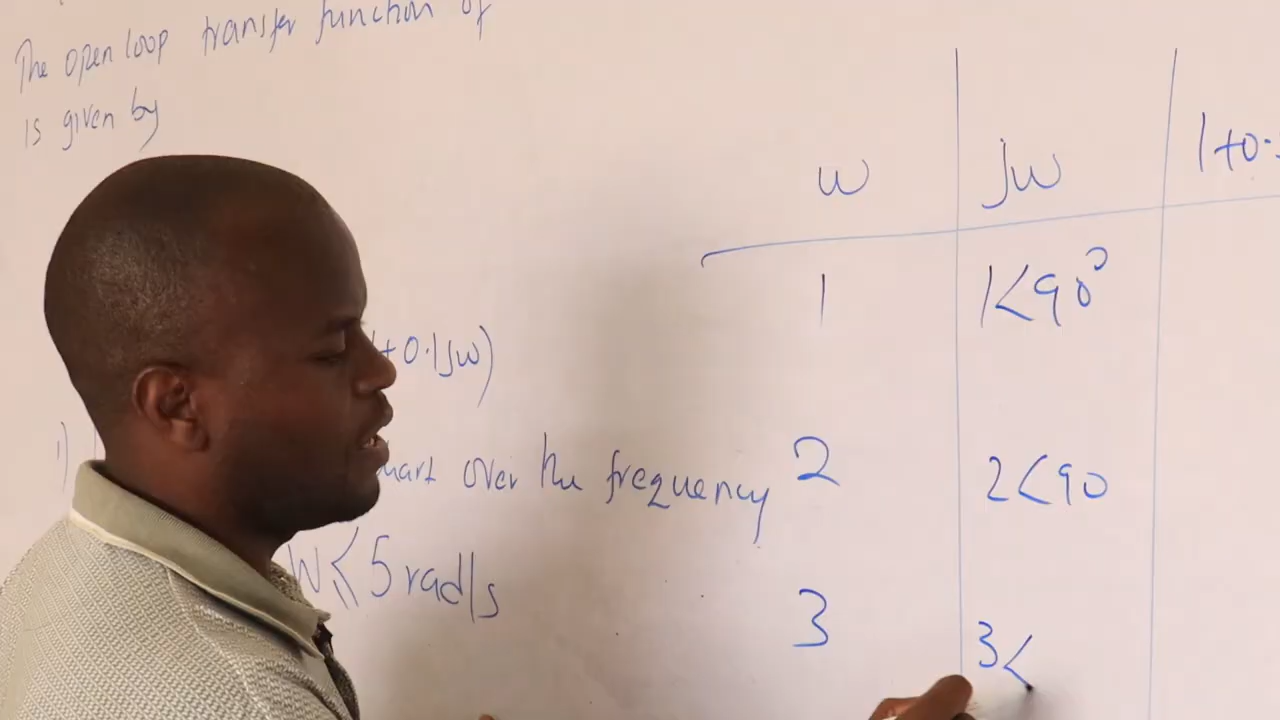 The open loop transfer function of
is given by
+0.1jw)
1)
over the frequency
w ≤ 5 rad/s
w jw 1+0.
1 1<90°
2 2<90
3 3<